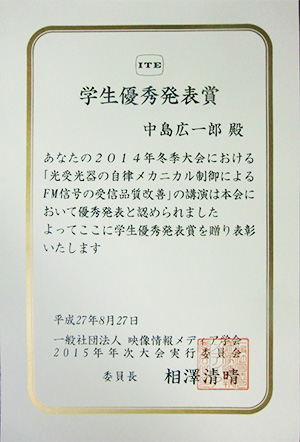 ITE
学生優秀発表賞
中島広一郎 殿
あなたの2014年冬季大会における
「光受光器の自律メカニカル制御による
FM信号の受信品質改善」の講演は本会に
おいて優秀発表と認められました
よってここに学生優秀発表賞を贈り表彰
いたします
平成27年8月27日
一般社団法人 映像情報メディア学会
2015年年次大会実行委員会
委員長 相澤清晴